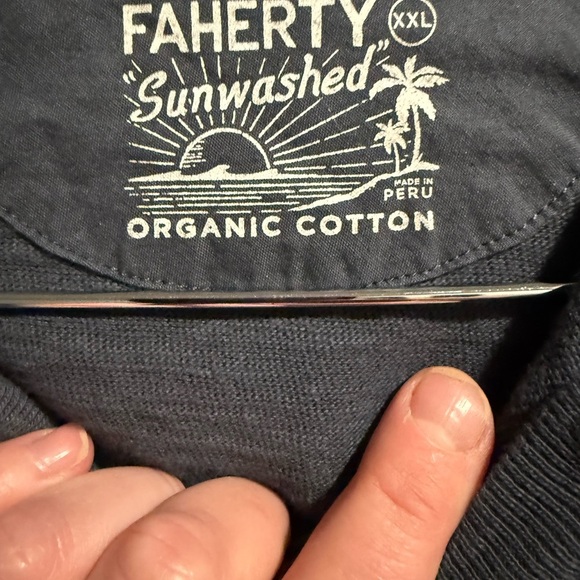 FAHERTY XXL
"Sunwashed"
MADE IN
PERU
ORGANIC COTTON